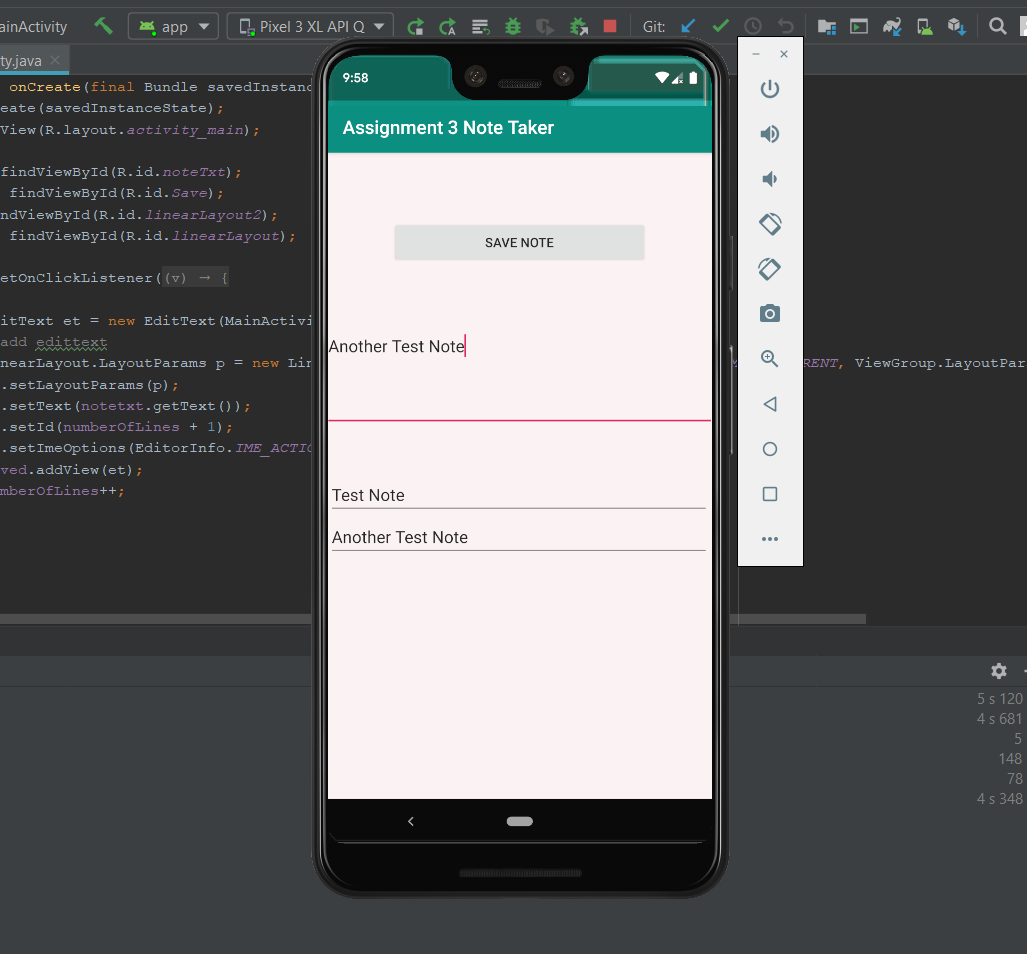 ainActivity app Pixel 3 XL API Q Git:
ty.java
onCreate(final Bundle savedInstanc
eate(savedInstanceState);
View(R.layout.activity_main);
findViewById(R.id.noteTxt);
findViewById(R.id.Save);
ndViewById(R.id.linearLayout2);
findViewById(R.id.linearLayout);
etOnClickListener((v) → {
itText et = new EditText(MainActivi
add edittext
nearLayout.LayoutParams p = new Lin
RENT, ViewGroup.LayoutPar
.setLayoutParams(p);
.setText(notetxt.getText());
.setId(numberOfLines + 1);
.setImeOptions(EditorInfo.IME_ACTIO
ved.addView(et);
mberOfLines++;
9:58
Assignment 3 Note Taker
SAVE NOTE
Another Test Note
Test Note
Another Test Note
5 s 120
4 s 681
5
148
78
4 s 348